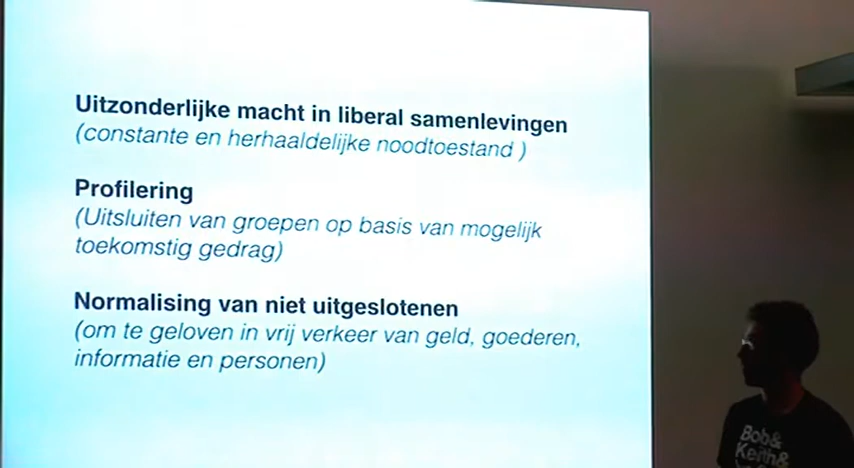 Uitzonderlijke macht in liberal samenlevingen
(constante en herhaaldelijke noodtoestand )
Profilering
(Uitsluiten van groepen op basis van mogelijk
toekomstig gedrag)
Normalising van niet uitgeslotenen
(om te geloven in vrij verkeer van geld, goederen,
informatie en personen)
Bob&
Keith&